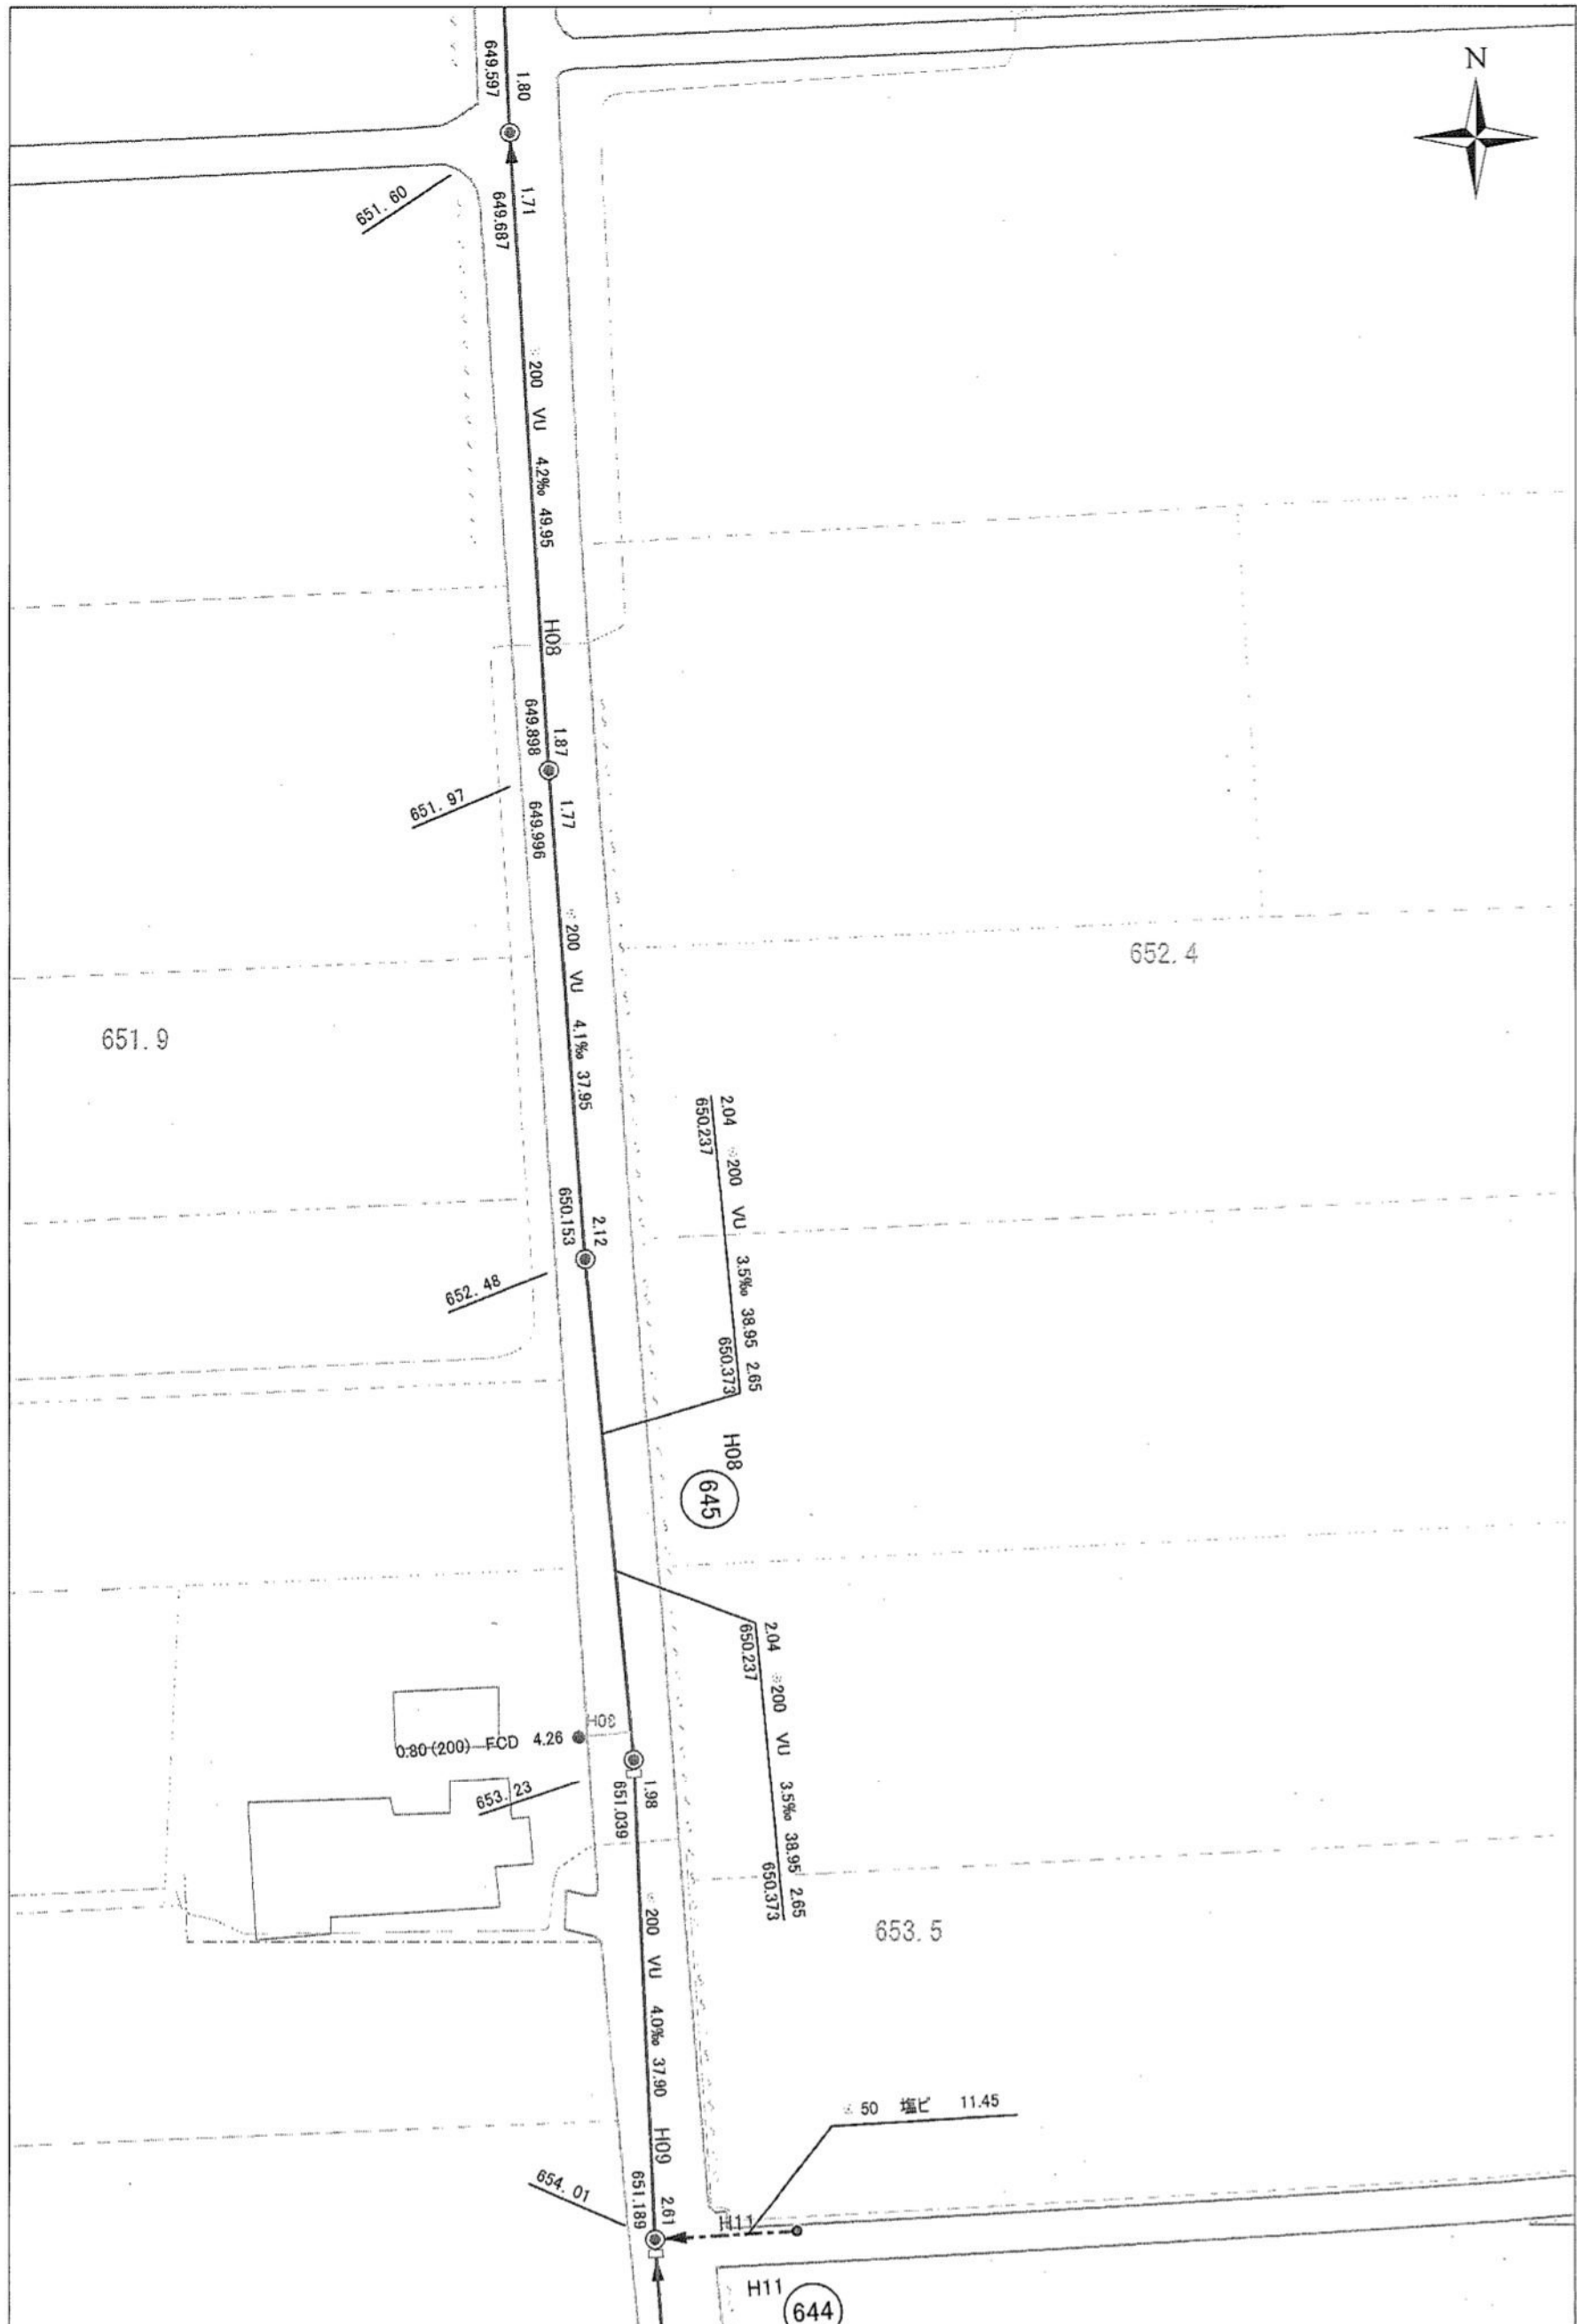 N
1.80
649.597
1.71
649.687
651.60
200 VU 4.2‰ 49.95
H08
1.87
649.898
1.77
649.996
651.97
200 VU 4.1‰ 37.95
652.4
651.9
2.12
650.153
652.48
2.04 200 VU 3.5‰ 38.95 2.65
650.237 650.373
H08
645
2.04 200 VU 3.5‰ 38.95 2.65
650.237 650.373
0.80(200) FCD 4.26
653.23
1.98
651.039
653.5
200 VU 4.0‰ 37.90 H09
2.61
651.189
654.01
50 塩ビ 11.45
H11
H11
644